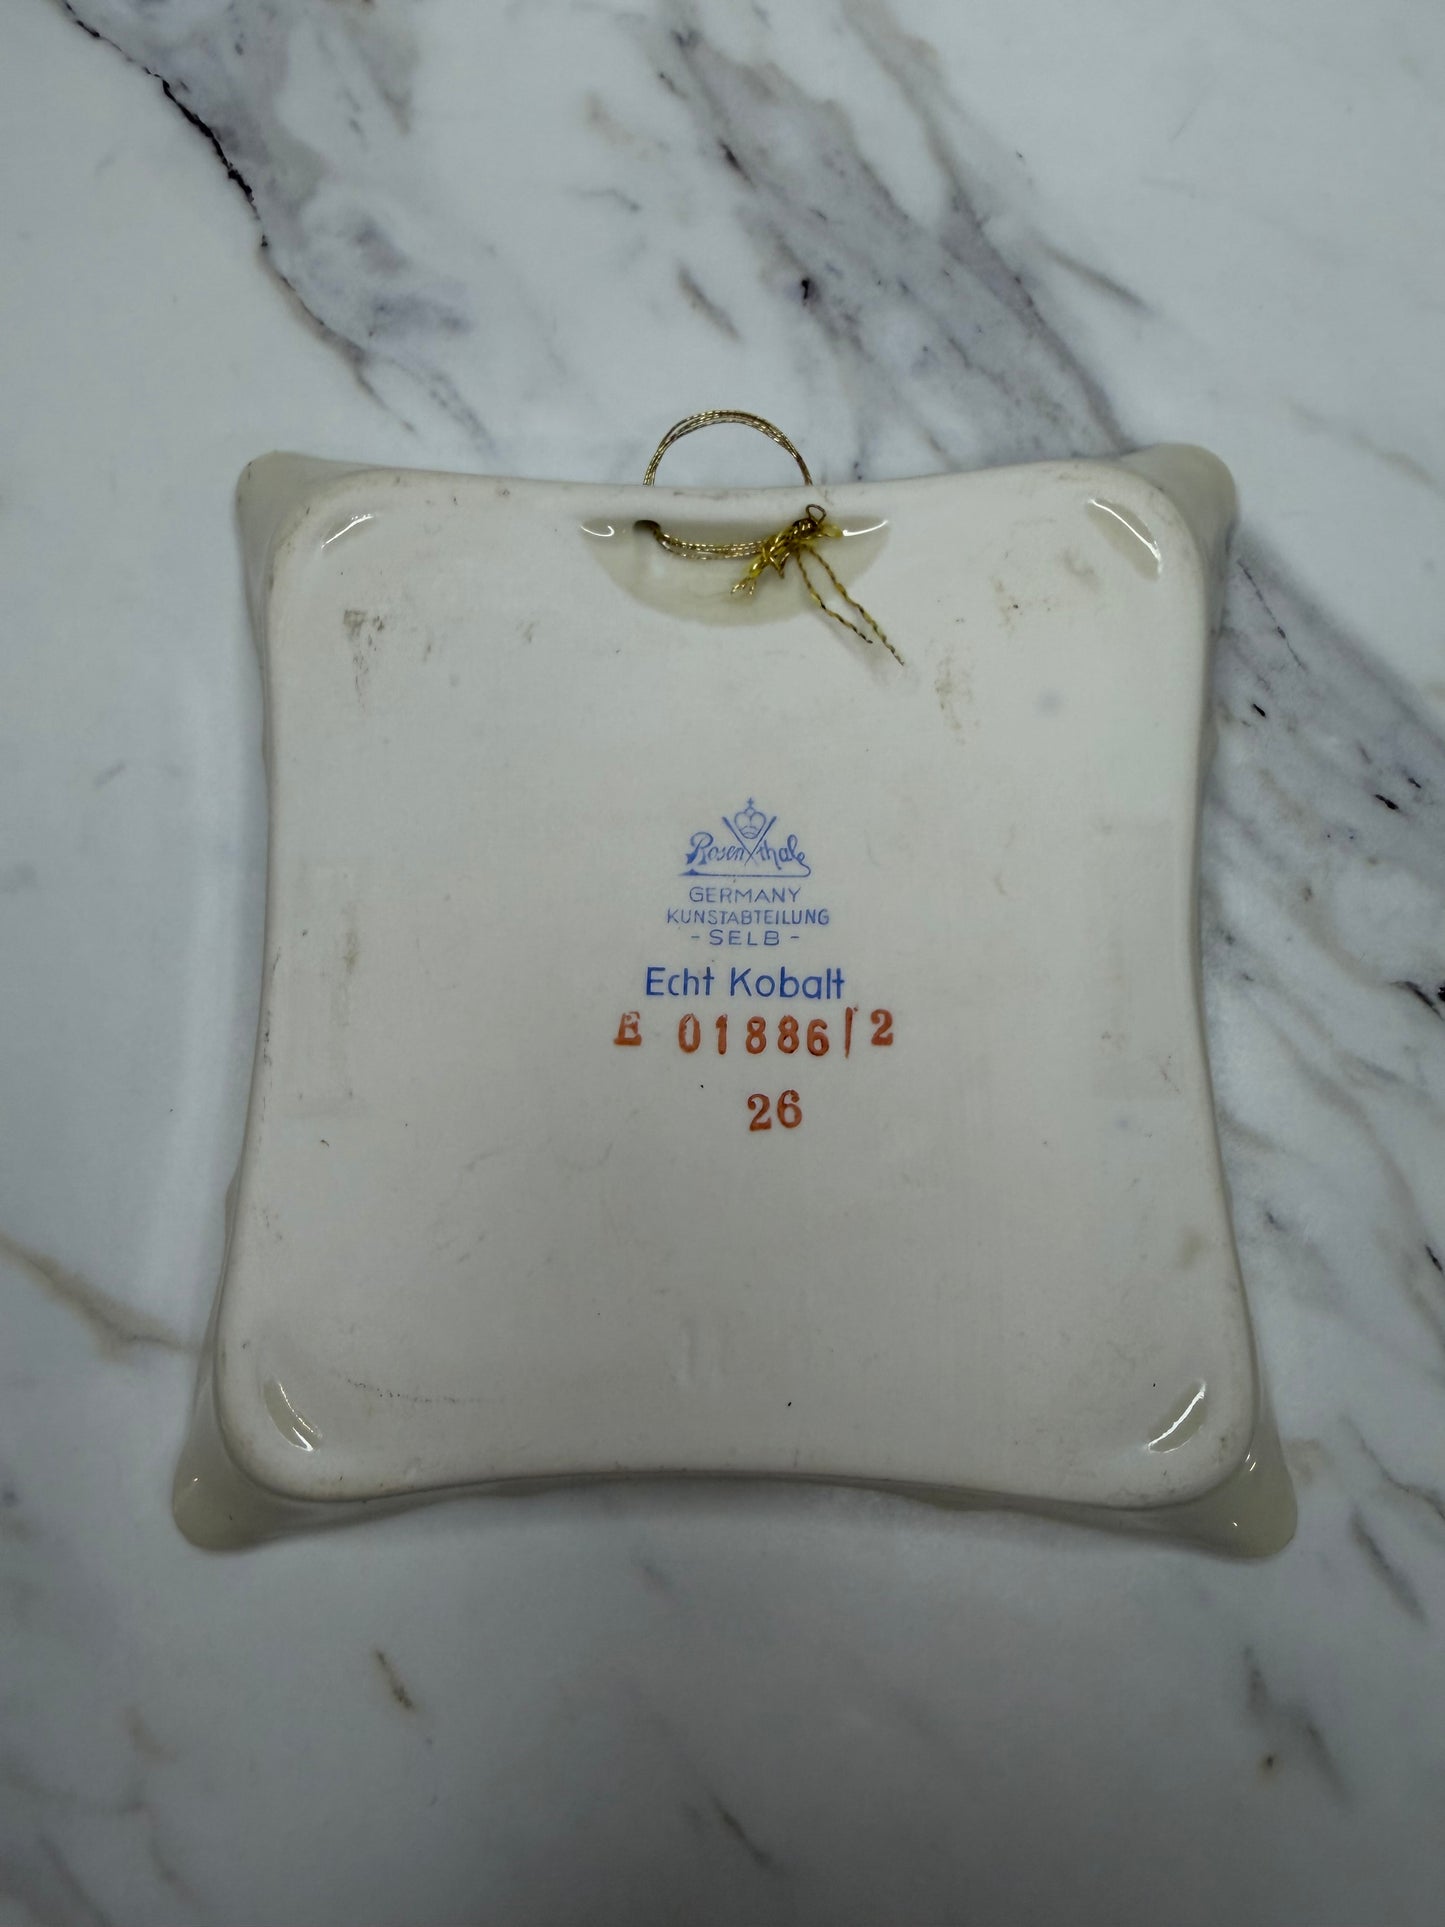 Rosenthal
GERMANY
KUNSTABTEILUNG
- SELB -
Echt Kobalt
E 01886/2
26